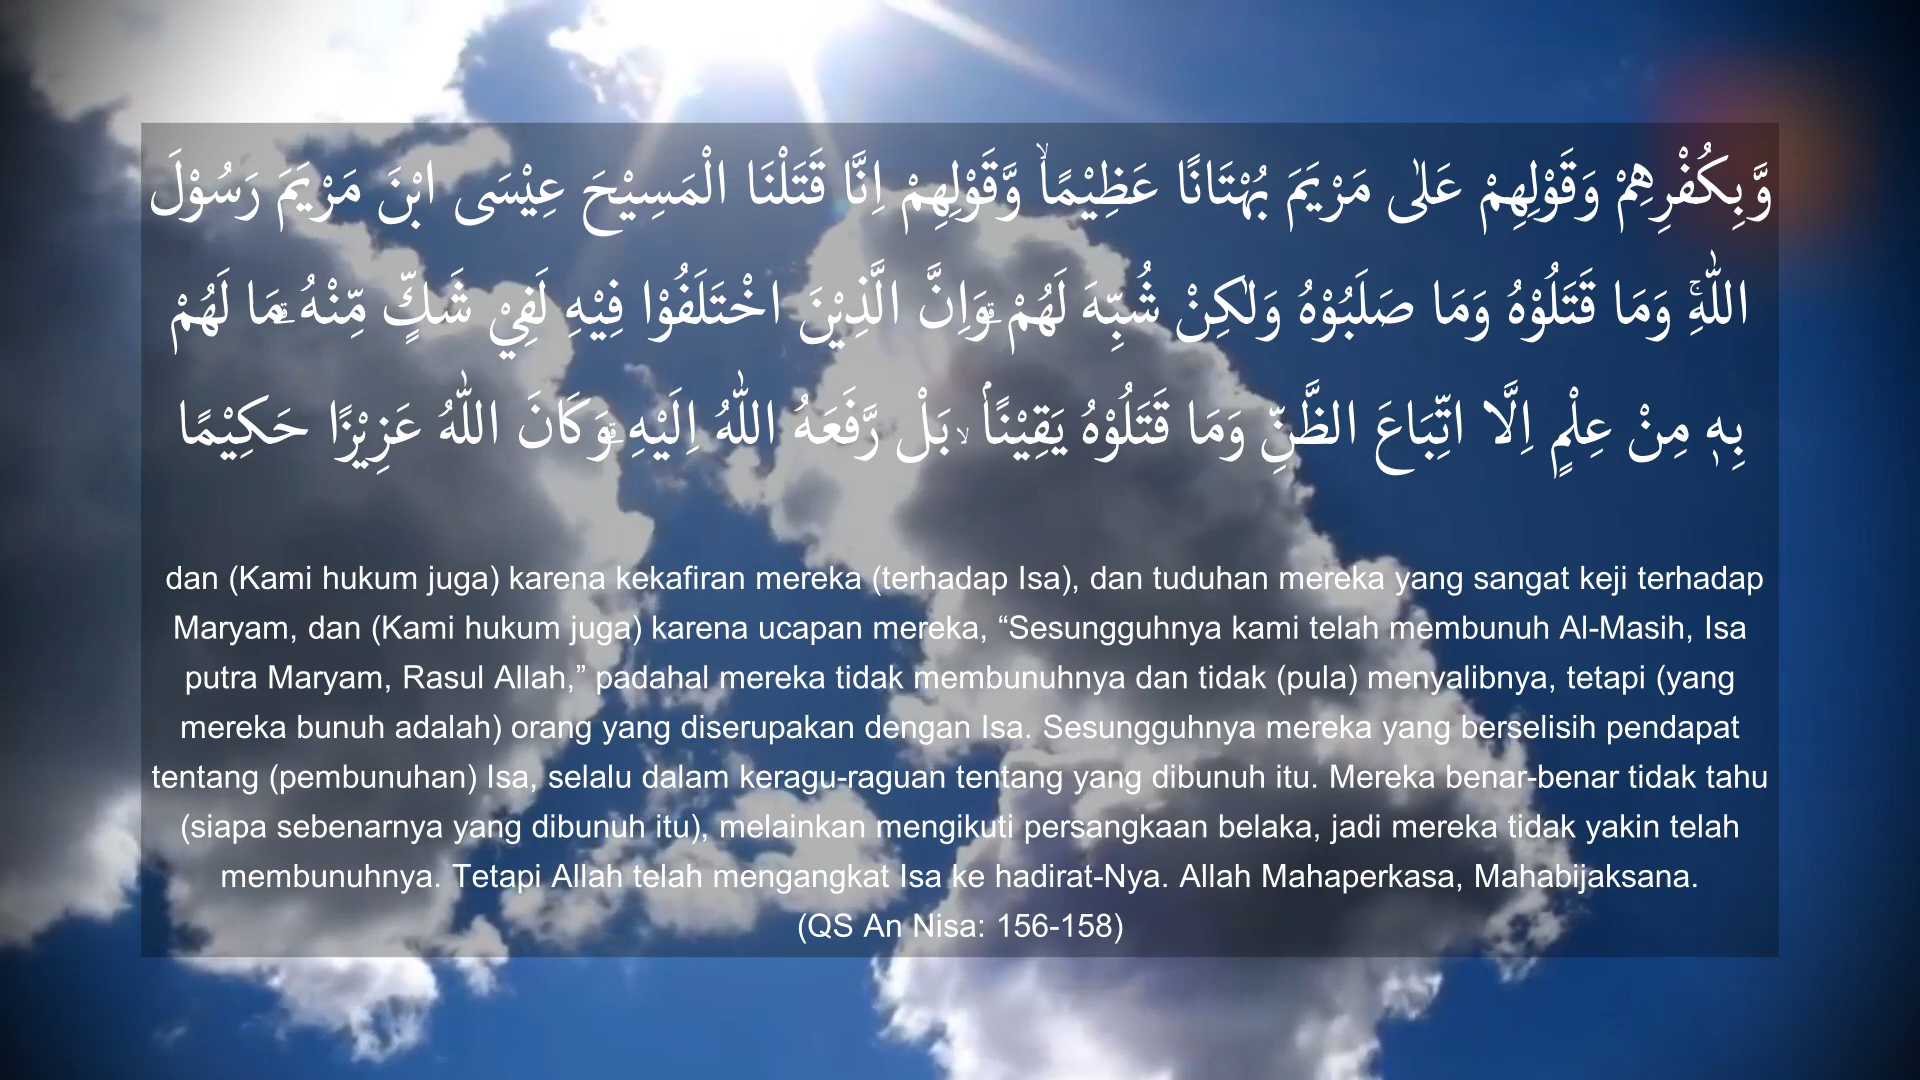 وَّبِكُفْرِهِمْ وَقَوْلِهِمْ عَلٰى مَرْيَمَ بُهْتَانًا عَظِيْمًاۙ وَّقَوْلِهِمْ اِنَّا قَتَلْنَا الْمَسِيْحَ عِيْسَى ابْنَ مَرْيَمَ رَسُوْلَ
اللّٰهِۚ وَمَا قَتَلُوْهُ وَمَا صَلَبُوْهُ وَلٰكِنْ شُبِّهَ لَهُمْ ۗوَاِنَّ الَّذِيْنَ اخْتَلَفُوْا فِيْهِ لَفِيْ شَكٍّ مِّنْهُ ۗمَا لَهُمْ
بِهٖ مِنْ عِلْمٍ اِلَّا اتِّبَاعَ الظَّنِّ وَمَا قَتَلُوْهُ يَقِيْنًاۢ ۙبَلْ رَّفَعَهُ اللّٰهُ اِلَيْهِ ۗوَكَانَ اللّٰهُ عَزِيْزًا حَكِيْمًا
dan (Kami hukum juga) karena kekafiran mereka (terhadap Isa), dan tuduhan mereka yang sangat keji terhadap
Maryam, dan (Kami hukum juga) karena ucapan mereka, “Sesungguhnya kami telah membunuh Al-Masih, Isa
putra Maryam, Rasul Allah,” padahal mereka tidak membunuhnya dan tidak (pula) menyalibnya, tetapi (yang
mereka bunuh adalah) orang yang diserupakan dengan Isa. Sesungguhnya mereka yang berselisih pendapat
tentang (pembunuhan) Isa, selalu dalam keragu-raguan tentang yang dibunuh itu. Mereka benar-benar tidak tahu
(siapa sebenarnya yang dibunuh itu), melainkan mengikuti persangkaan belaka, jadi mereka tidak yakin telah
membunuhnya. Tetapi Allah telah mengangkat Isa ke hadirat-Nya. Allah Mahaperkasa, Mahabijaksana.
(QS An Nisa: 156-158)